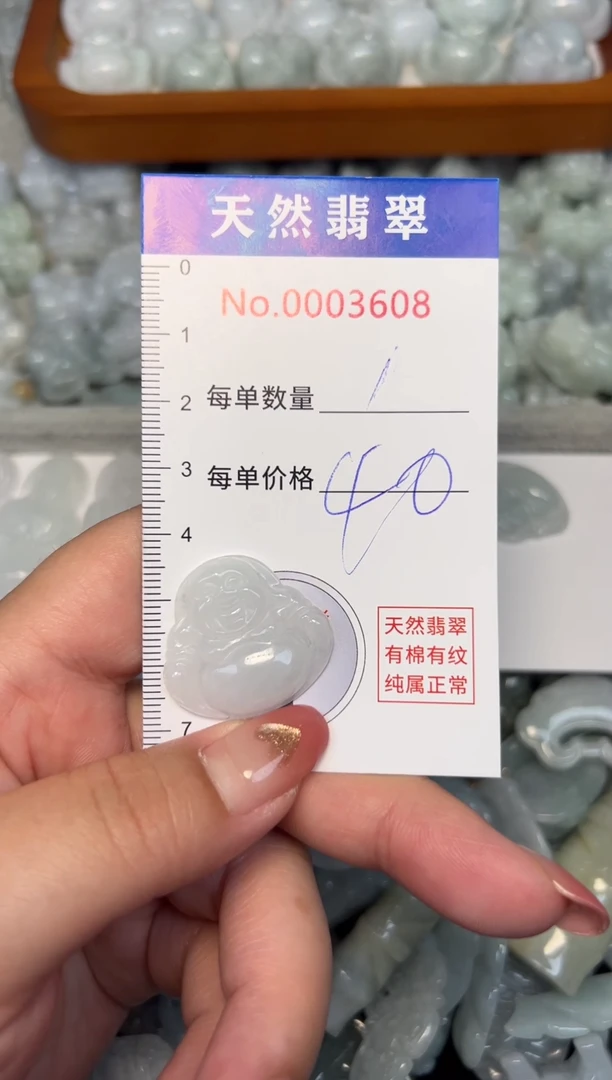 天然翡翠
No.0003608
每单数量 1
每单价格 40
天然翡翠
有棉有纹
纯属正常
0
1
2
3
4
7